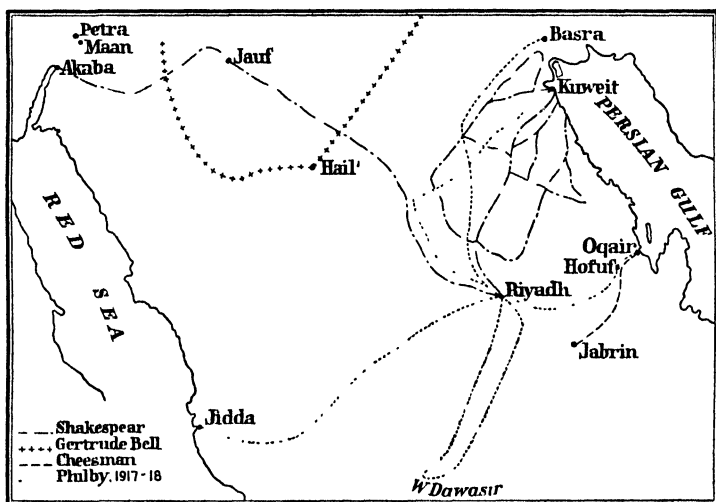 Petra
Maan
Akaba
Jauf
Basra
Kuweit
PERSIAN GULF
Hail
RED SEA
Oqair
Hofuf
Riyadh
Jabrin
Jidda
W Dawasir
Shakespear
Gertrude Bell
Cheesman
Philby, 1917-18